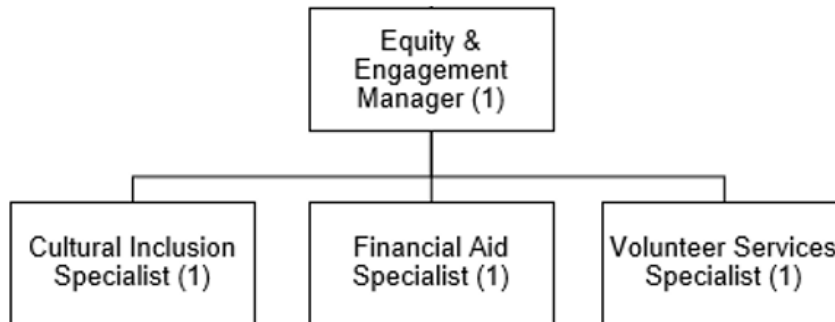 Equity &
Engagement
Manager (1)
Cultural Inclusion
Specialist (1)
Financial Aid
Specialist (1)
Volunteer Services
Specialist (1)